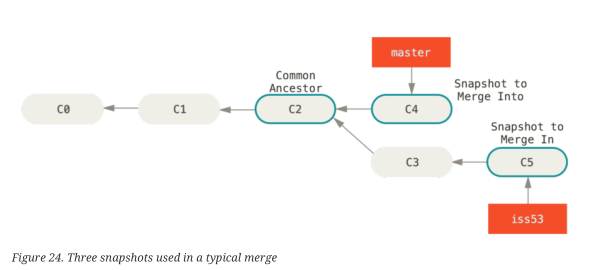 master
Common
Ancestor
Snapshot to
Merge Into
C0
C1
C2
C4
Snapshot to
Merge In
C3
C5
iss53
Figure 24. Three snapshots used in a typical merge